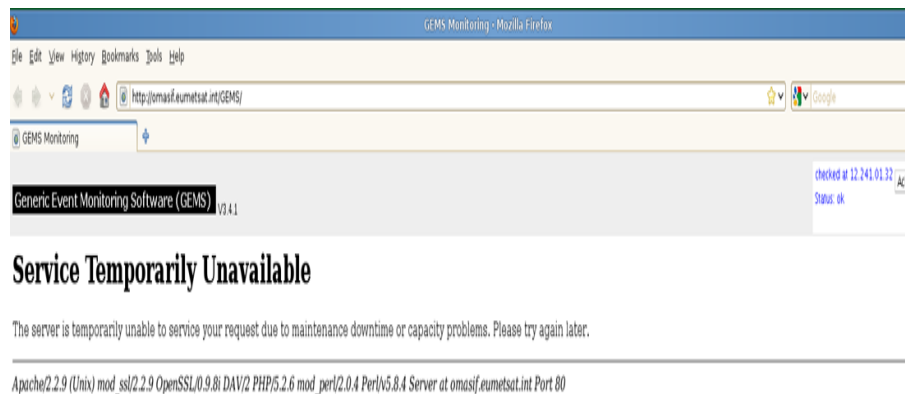 GEMS Monitoring - Mozilla Firefox
File Edit View History Bookmarks Tools Help
http://omasif.eumetsat.int/GEMS/
Google
GEMS Monitoring
checked at 12.241.01.32
Status: ok
Generic Event Monitoring Software (GEMS) V3.4.1
Service Temporarily Unavailable
The server is temporarily unable to service your request due to maintenance downtime or capacity problems. Please try again later.
Apache/2.2.9 (Unix) mod_ssl/2.2.9 OpenSSL/0.9.8i DAV/2 PHP/5.2.6 mod_perl/2.0.4 Perl/v5.8.4 Server at omasif.eumetsat.int Port 80